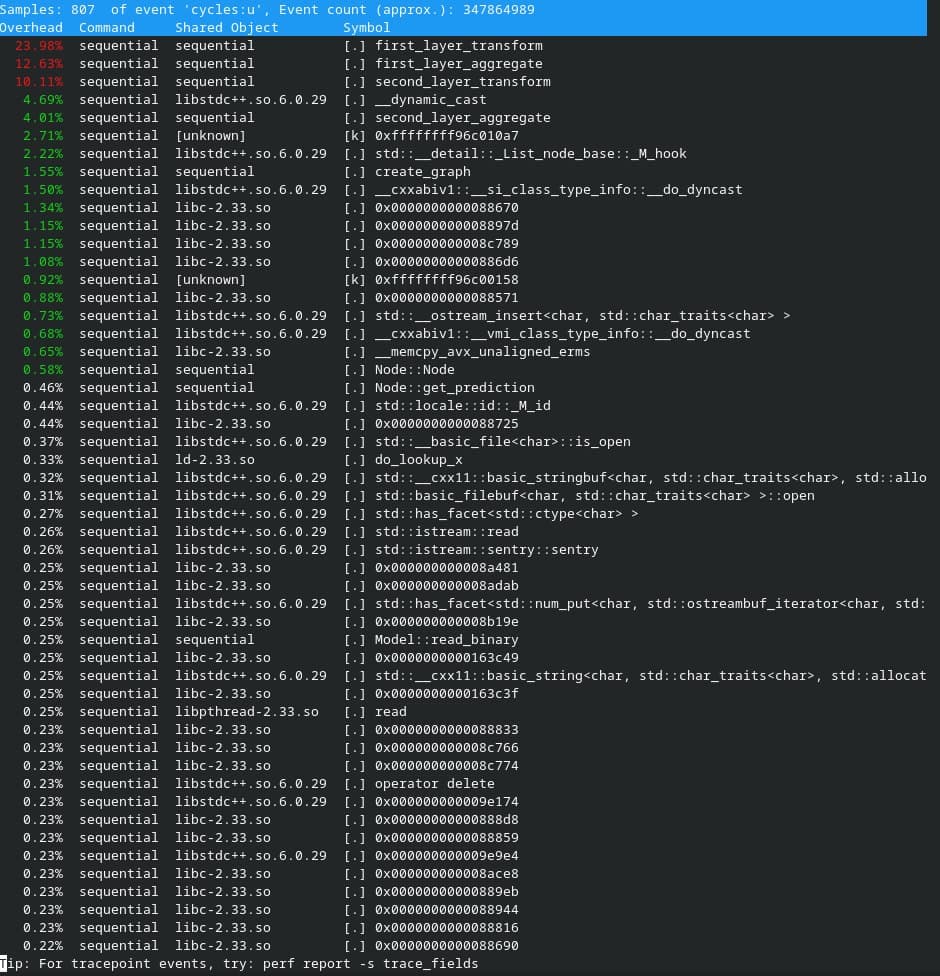 Samples: 807  of event 'cycles:u', Event count (approx.): 347864989
Overhead  Command     Shared Object        Symbol
  23.98%  sequential  sequential           [.] first_layer_transform
  12.63%  sequential  sequential           [.] first_layer_aggregate
  10.11%  sequential  sequential           [.] second_layer_transform
   4.69%  sequential  libstdc++.so.6.0.29  [.] __dynamic_cast
   4.01%  sequential  sequential           [.] second_layer_aggregate
   2.71%  sequential  [unknown]            [k] 0xffffffff96c010a7
   2.22%  sequential  libstdc++.so.6.0.29  [.] std::__detail::_List_node_base::_M_hook
   1.55%  sequential  sequential           [.] create_graph
   1.50%  sequential  libstdc++.so.6.0.29  [.] __cxxabiv1::__si_class_type_info::__do_dyncast
   1.34%  sequential  libc-2.33.so         [.] 0x0000000000088670
   1.15%  sequential  libc-2.33.so         [.] 0x000000000008897d
   1.15%  sequential  libc-2.33.so         [.] 0x000000000008c789
   1.08%  sequential  libc-2.33.so         [.] 0x00000000000886d6
   0.92%  sequential  [unknown]            [k] 0xffffffff96c00158
   0.88%  sequential  libc-2.33.so         [.] 0x0000000000088571
   0.73%  sequential  libstdc++.so.6.0.29  [.] std::__ostream_insert<char, std::char_traits<char> >
   0.68%  sequential  libstdc++.so.6.0.29  [.] __cxxabiv1::__vmi_class_type_info::__do_dyncast
   0.65%  sequential  libc-2.33.so         [.] __memcpy_avx_unaligned_erms
   0.58%  sequential  sequential           [.] Node::Node
   0.46%  sequential  sequential           [.] Node::get_prediction
   0.44%  sequential  libstdc++.so.6.0.29  [.] std::locale::id::_M_id
   0.44%  sequential  libc-2.33.so         [.] 0x0000000000088725
   0.37%  sequential  libstdc++.so.6.0.29  [.] std::__basic_file<char>::is_open
   0.33%  sequential  ld-2.33.so           [.] do_lookup_x
   0.32%  sequential  libstdc++.so.6.0.29  [.] std::__cxx11::basic_stringbuf<char, std::char_traits<char>, std::allo
   0.31%  sequential  libstdc++.so.6.0.29  [.] std::basic_filebuf<char, std::char_traits<char> >::open
   0.27%  sequential  libstdc++.so.6.0.29  [.] std::has_facet<std::ctype<char> >
   0.26%  sequential  libstdc++.so.6.0.29  [.] std::istream::read
   0.26%  sequential  libstdc++.so.6.0.29  [.] std::istream::sentry::sentry
   0.25%  sequential  libc-2.33.so         [.] 0x000000000008a481
   0.25%  sequential  libc-2.33.so         [.] 0x000000000008adab
   0.25%  sequential  libstdc++.so.6.0.29  [.] std::has_facet<std::num_put<char, std::ostreambuf_iterator<char, std:
   0.25%  sequential  libc-2.33.so         [.] 0x000000000008b19e
   0.25%  sequential  sequential           [.] Model::read_binary
   0.25%  sequential  libc-2.33.so         [.] 0x0000000000163c49
   0.25%  sequential  libstdc++.so.6.0.29  [.] std::__cxx11::basic_string<char, std::char_traits<char>, std::allocat
   0.25%  sequential  libc-2.33.so         [.] 0x0000000000163c3f
   0.25%  sequential  libpthread-2.33.so   [.] read
   0.23%  sequential  libc-2.33.so         [.] 0x0000000000088833
   0.23%  sequential  libc-2.33.so         [.] 0x000000000008c766
   0.23%  sequential  libc-2.33.so         [.] 0x000000000008c774
   0.23%  sequential  libstdc++.so.6.0.29  [.] operator delete
   0.23%  sequential  libstdc++.so.6.0.29  [.] 0x000000000009e174
   0.23%  sequential  libc-2.33.so         [.] 0x00000000000888d8
   0.23%  sequential  libc-2.33.so         [.] 0x0000000000088859
   0.23%  sequential  libstdc++.so.6.0.29  [.] 0x000000000009e9e4
   0.23%  sequential  libc-2.33.so         [.] 0x000000000008ace8
   0.23%  sequential  libc-2.33.so         [.] 0x00000000000889eb
   0.23%  sequential  libc-2.33.so         [.] 0x0000000000088944
   0.23%  sequential  libc-2.33.so         [.] 0x0000000000088816
   0.22%  sequential  libc-2.33.so         [.] 0x0000000000088690
Tip: For tracepoint events, try: perf report -s trace_fields